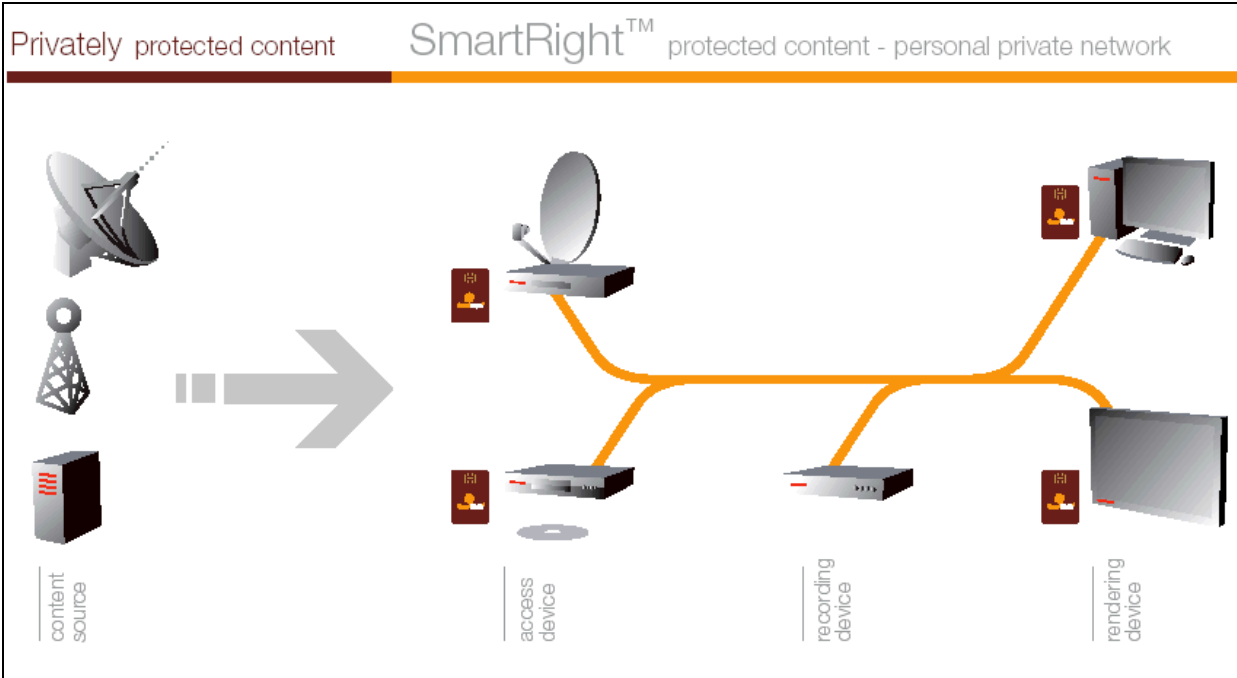 Privately protected content
SmartRight™ protected content - personal private network
content
source
access
device
recording
device
rendering
device